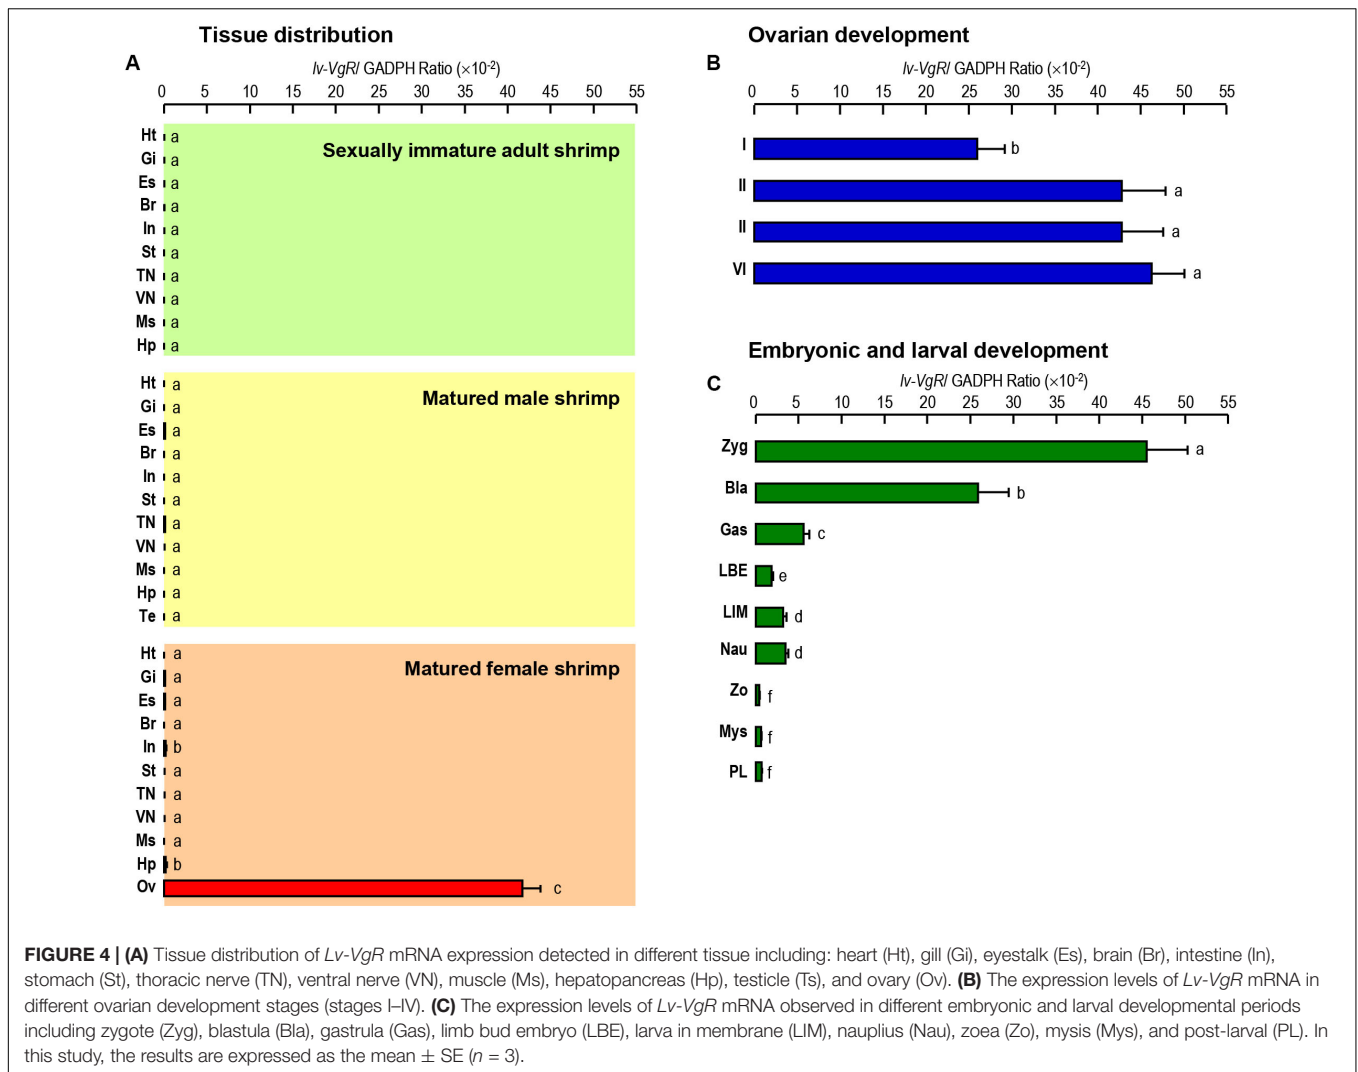 Tissue distribution
A
lv-VgR/ GADPH Ratio (×10-2)
0 5 10 15 20 25 30 35 40 45 50 55
Sexually immature adult shrimp
Ht a
Gi a
Es a
Br a
In a
St a
TN a
VN a
Ms a
Hp a
Matured male shrimp
Ht a
Gi a
Es a
Br a
In a
St a
TN a
VN a
Ms a
Hp a
Te a
Matured female shrimp
Ht a
Gi a
Es a
Br a
In b
St a
TN a
VN a
Ms a
Hp b
Ov c
Ovarian development
B
lv-VgR/ GADPH Ratio (×10-2)
0 5 10 15 20 25 30 35 40 45 50 55
I b
II a
II a
VI a
Embryonic and larval development
C
lv-VgR/ GADPH Ratio (×10-2)
0 5 10 15 20 25 30 35 40 45 50 55
Zyg a
Bla b
Gas c
LBE e
LIM d
Nau d
Zo f
Mys f
PL f
FIGURE 4 | (A) Tissue distribution of Lv-VgR mRNA expression detected in different tissue including: heart (Ht), gill (Gi), eyestalk (Es), brain (Br), intestine (In),
stomach (St), thoracic nerve (TN), ventral nerve (VN), muscle (Ms), hepatopancreas (Hp), testicle (Ts), and ovary (Ov). (B) The expression levels of Lv-VgR mRNA in
different ovarian development stages (stages I–IV). (C) The expression levels of Lv-VgR mRNA observed in different embryonic and larval developmental periods
including zygote (Zyg), blastula (Bla), gastrula (Gas), limb bud embryo (LBE), larva in membrane (LIM), nauplius (Nau), zoea (Zo), mysis (Mys), and post-larval (PL). In
this study, the results are expressed as the mean ± SE (n = 3).